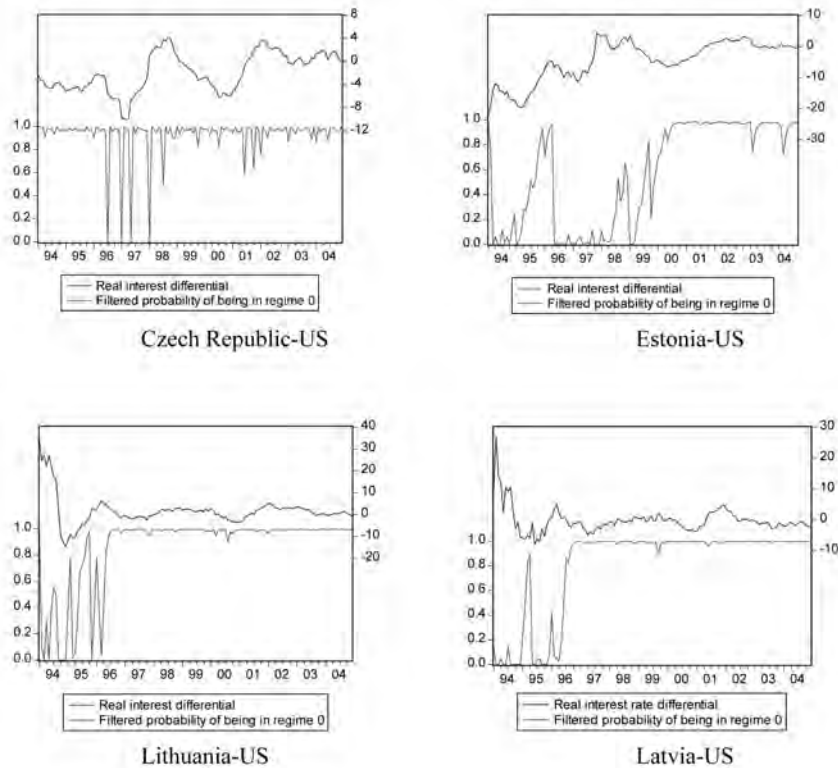 8
4
0
-4
-8
-12
1.0
0.8
0.6
0.4
0.2
0.0
94 95 96 97 98 99 00 01 02 03 04
Real interest differential
Filtered probability of being in regime 0
Czech Republic-US
10
0
-10
-20
-30
1.0
0.8
0.6
0.4
0.2
0.0
94 95 96 97 98 99 00 01 02 03 04
Real interest differential
Filtered probability of being in regime 0
Estonia-US
40
30
20
10
0
-10
-20
1.0
0.8
0.6
0.4
0.2
0.0
94 95 96 97 98 99 00 01 02 03 04
Real interest differential
Filtered probability of being in regime 0
Lithuania-US
30
20
10
0
-10
1.0
0.8
0.6
0.4
0.2
0.0
94 95 96 97 98 99 00 01 02 03 04
Real interest rate differential
Filtered probability of being in regime 0
Latvia-US